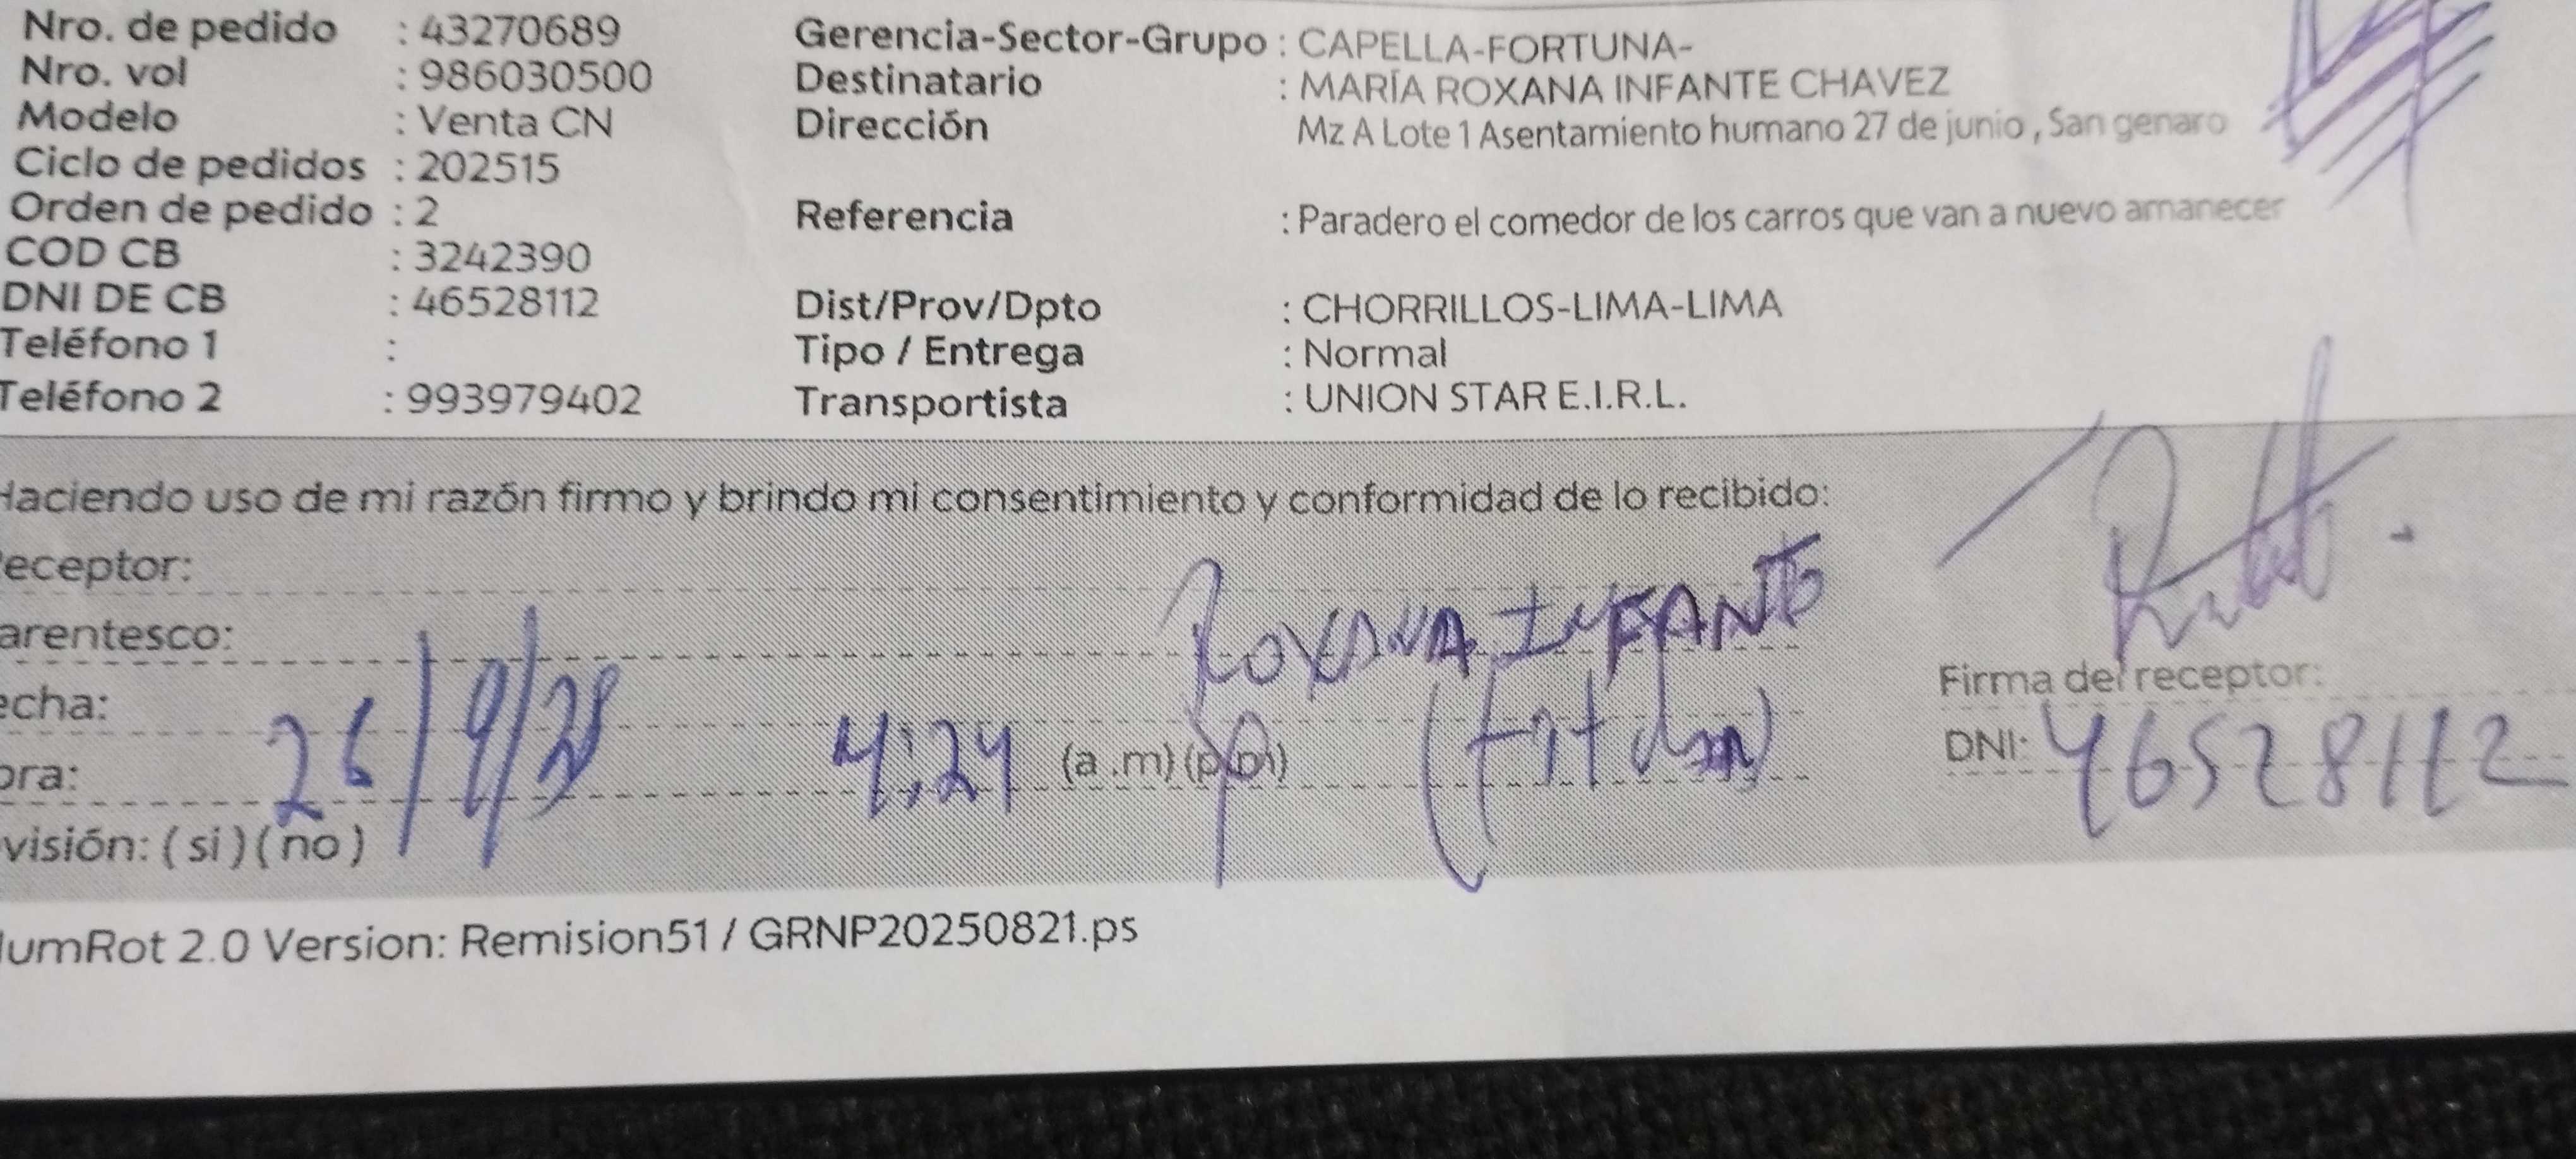 Nro. de pedido : 43270689
Nro. vol : 986030500
Modelo : Venta CN
Ciclo de pedidos : 202515
Orden de pedido : 2
COD CB : 3242390
DNI DE CB : 46528112
Teléfono 1 :
Teléfono 2 : 993979402
Gerencia-Sector-Grupo : CAPELLA-FORTUNA-
Destinatario : MARÍA ROXANA INFANTE CHAVEZ
Dirección Mz A Lote 1 Asentamiento humano 27 de junio , San genaro
Referencia : Paradero el comedor de los carros que van a nuevo amanecer
Dist/Prov/Dpto : CHORRILLOS-LIMA-LIMA
Tipo / Entrega : Normal
Transportista : UNION STAR E.I.R.L.
Haciendo uso de mi razón firmo y brindo mi consentimiento y conformidad de lo recibido:
eceptor:
arentesco: ROXANA INFANTE
echa: 26/9/
ora: 4:24 (a .m) (p.m)
visión: ( si ) ( no )
Firma del receptor:
DNI: 46528112
umRot 2.0 Version: Remision51 / GRNP20250821.ps